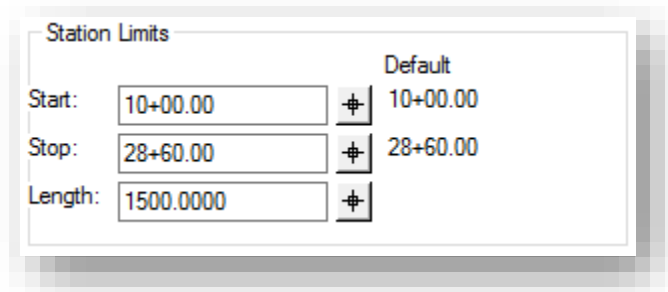 Station Limits
Default
Start: 10+00.00 10+00.00
Stop: 28+60.00 28+60.00
Length: 1500.0000